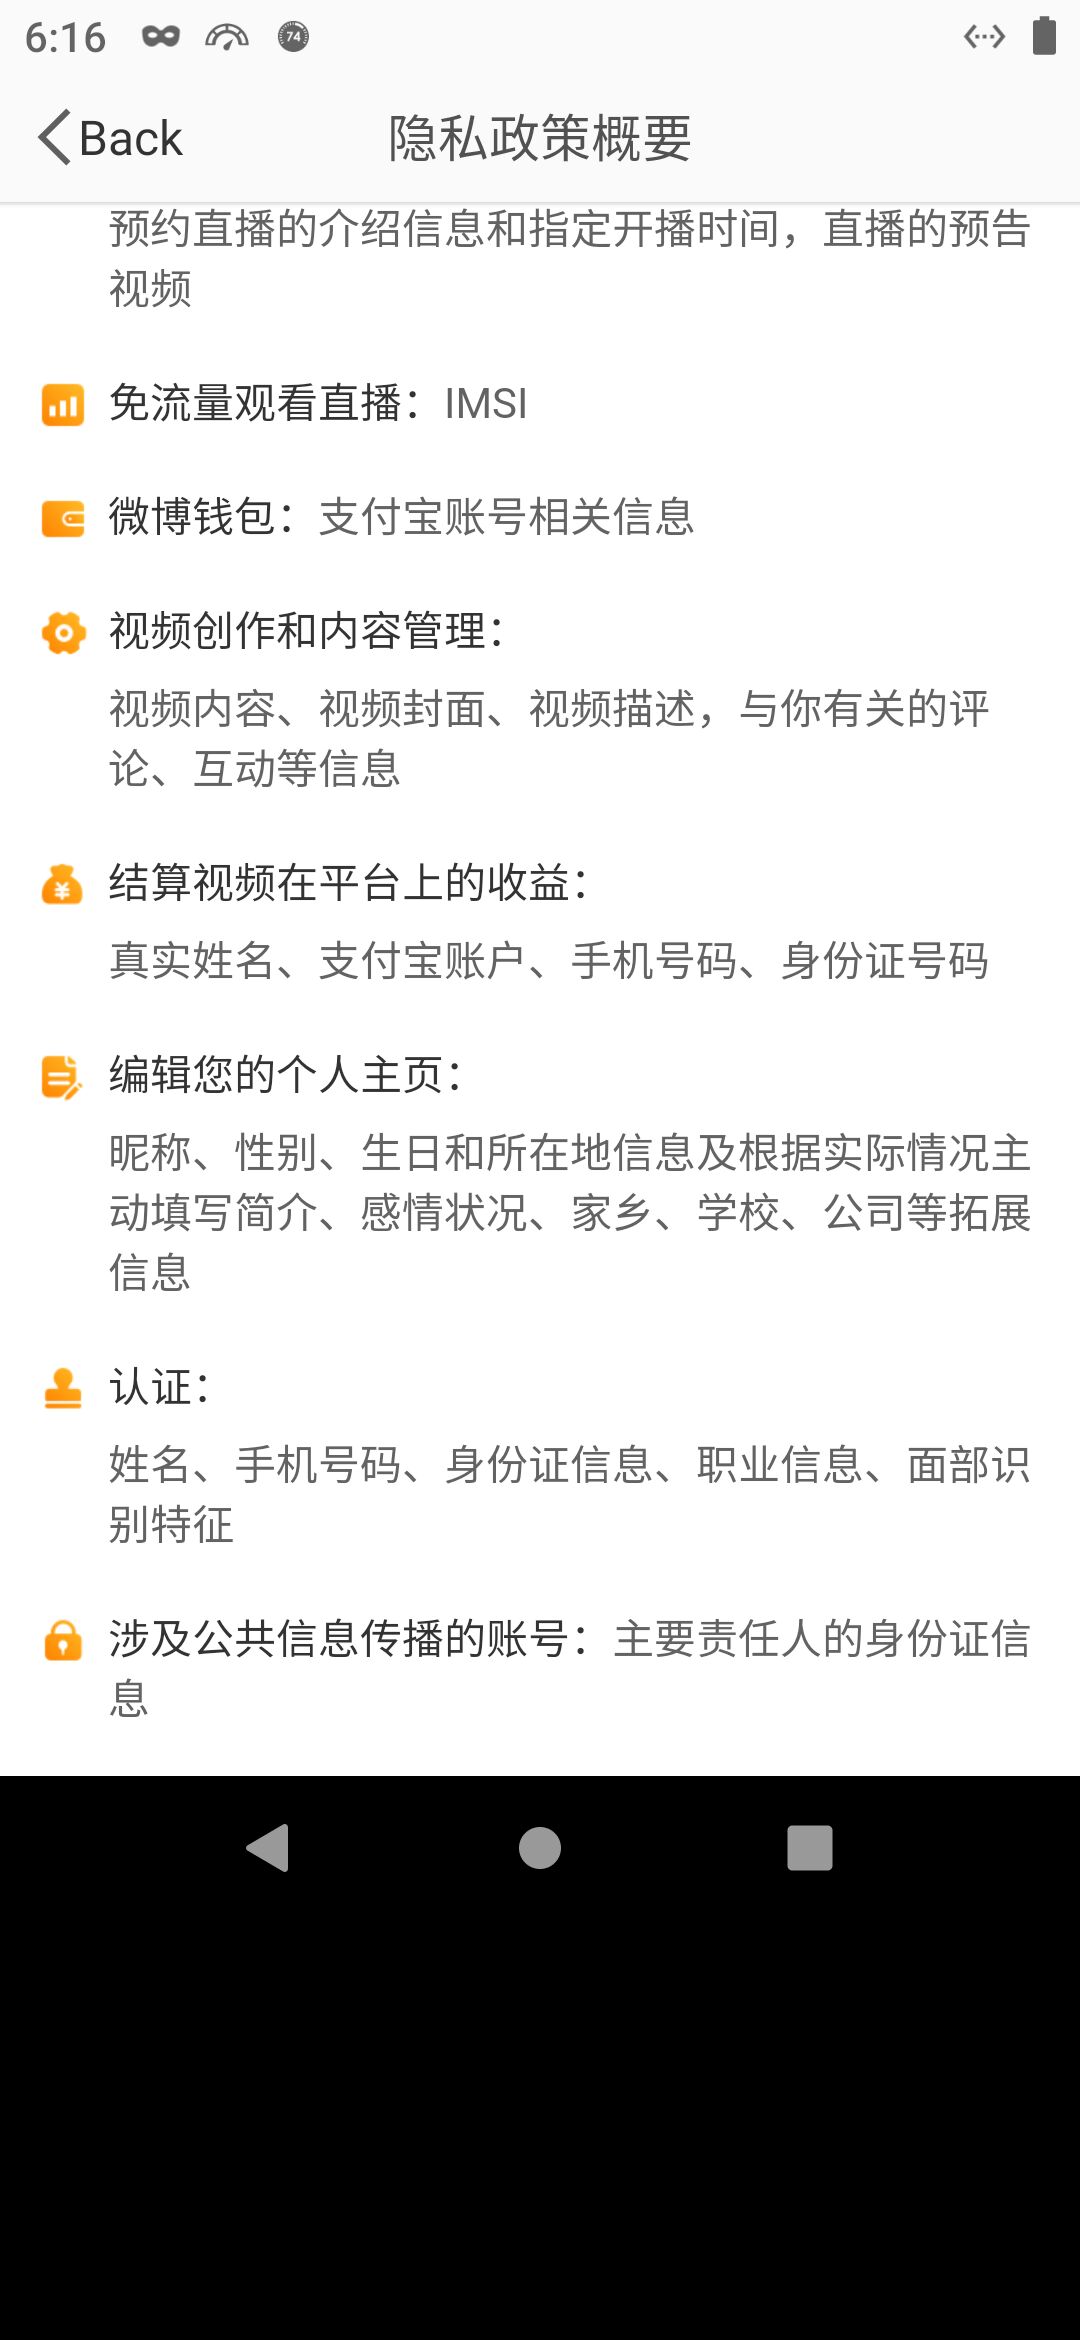 6:16
74
Back
隐私政策概要
预约直播的介绍信息和指定开播时间，直播的预告
视频
免流量观看直播：IMSI
微博钱包：支付宝账号相关信息
视频创作和内容管理：
视频内容、视频封面、视频描述，与你有关的评
论、互动等信息
结算视频在平台上的收益：
真实姓名、支付宝账户、手机号码、身份证号码
编辑您的个人主页：
昵称、性别、生日和所在地信息及根据实际情况主
动填写简介、感情状况、家乡、学校、公司等拓展
信息
认证：
姓名、手机号码、身份证信息、职业信息、面部识
别特征
涉及公共信息传播的账号：主要责任人的身份证信
息